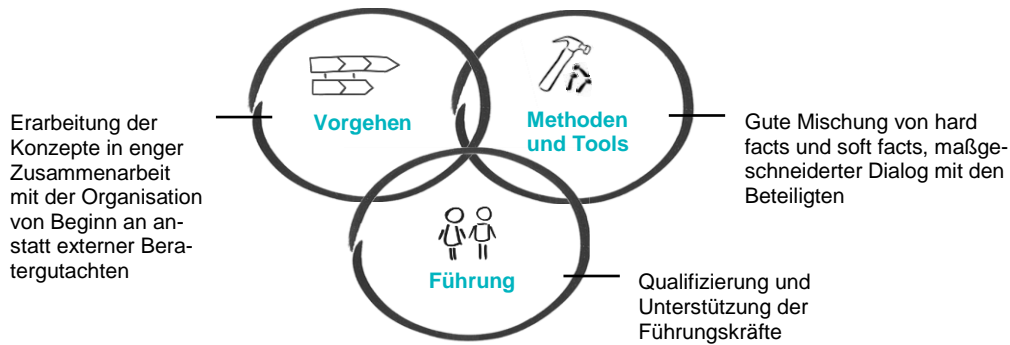 Vorgehen
Methoden
und Tools
Führung
Erarbeitung der
Konzepte in enger
Zusammenarbeit
mit der Organisation
von Beginn an an-
statt externer Bera-
tergutachten
Gute Mischung von hard
facts und soft facts, maßge-
schneiderter Dialog mit den
Beteiligten
Qualifizierung und
Unterstützung der
Führungskräfte